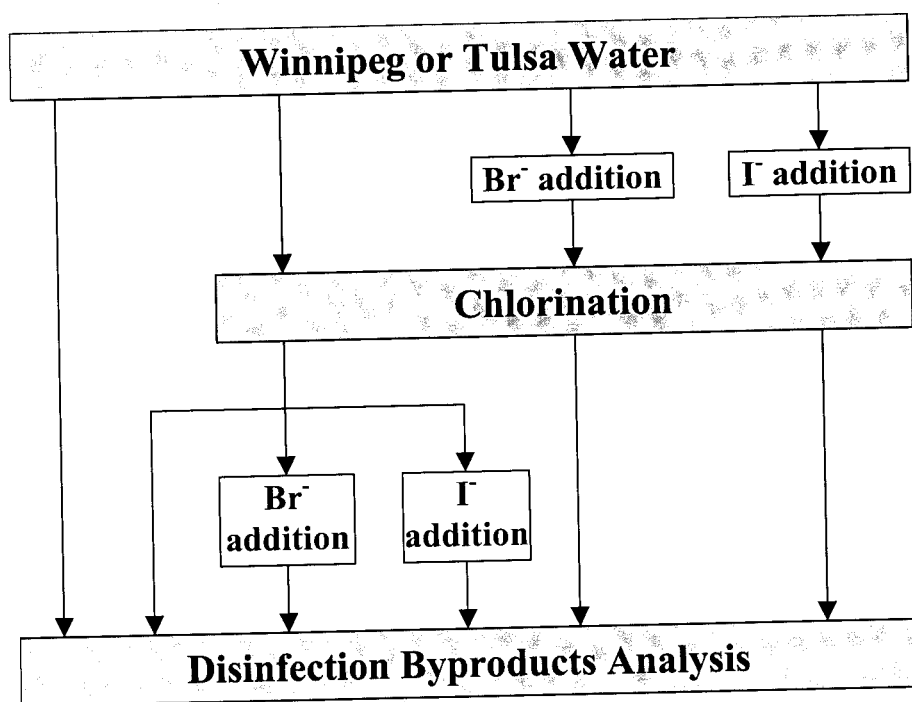 Winnipeg or Tulsa Water
Br⁻ addition
I⁻ addition
Chlorination
Br⁻
addition
I⁻
addition
Disinfection Byproducts Analysis